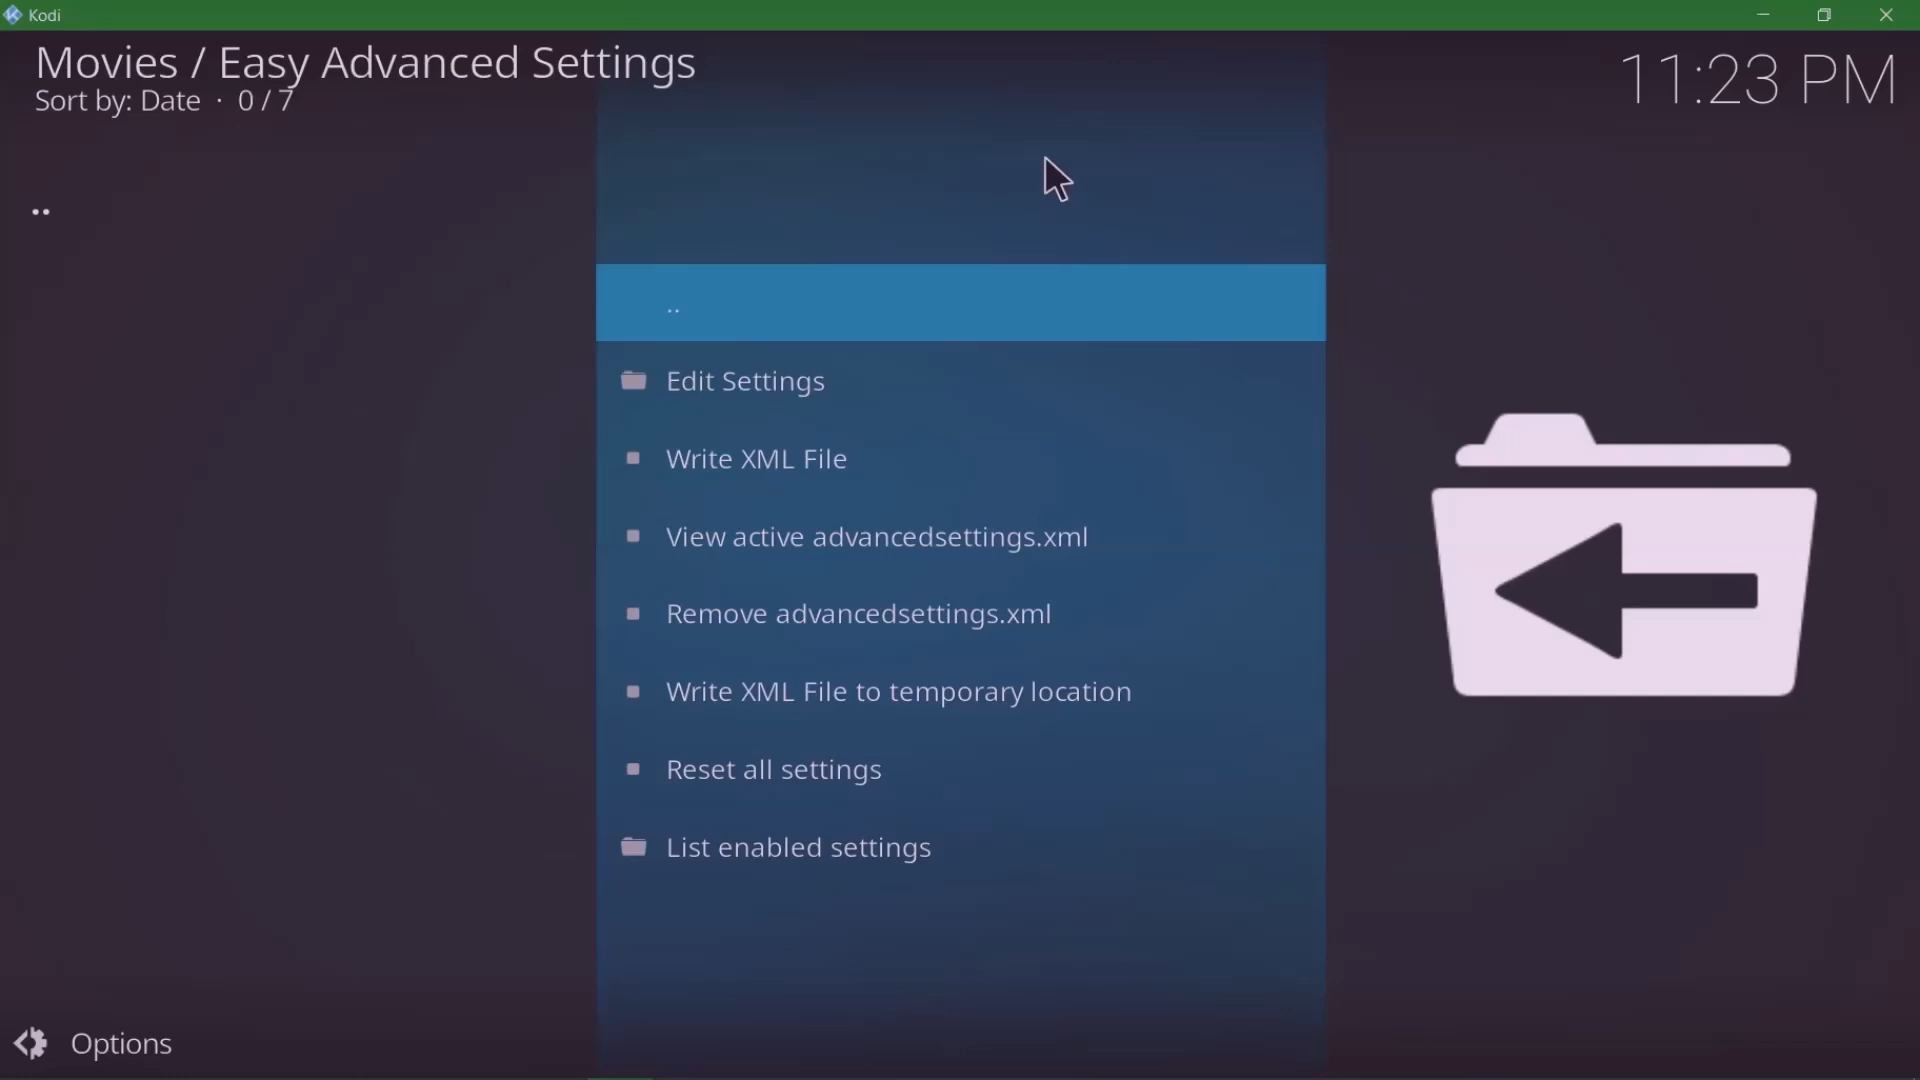 Kodi
Movies / Easy Advanced Settings
Sort by: Date · 0 / 7
11:23 PM
..
..
Edit Settings
Write XML File
View active advancedsettings.xml
Remove advancedsettings.xml
Write XML File to temporary location
Reset all settings
List enabled settings
Options